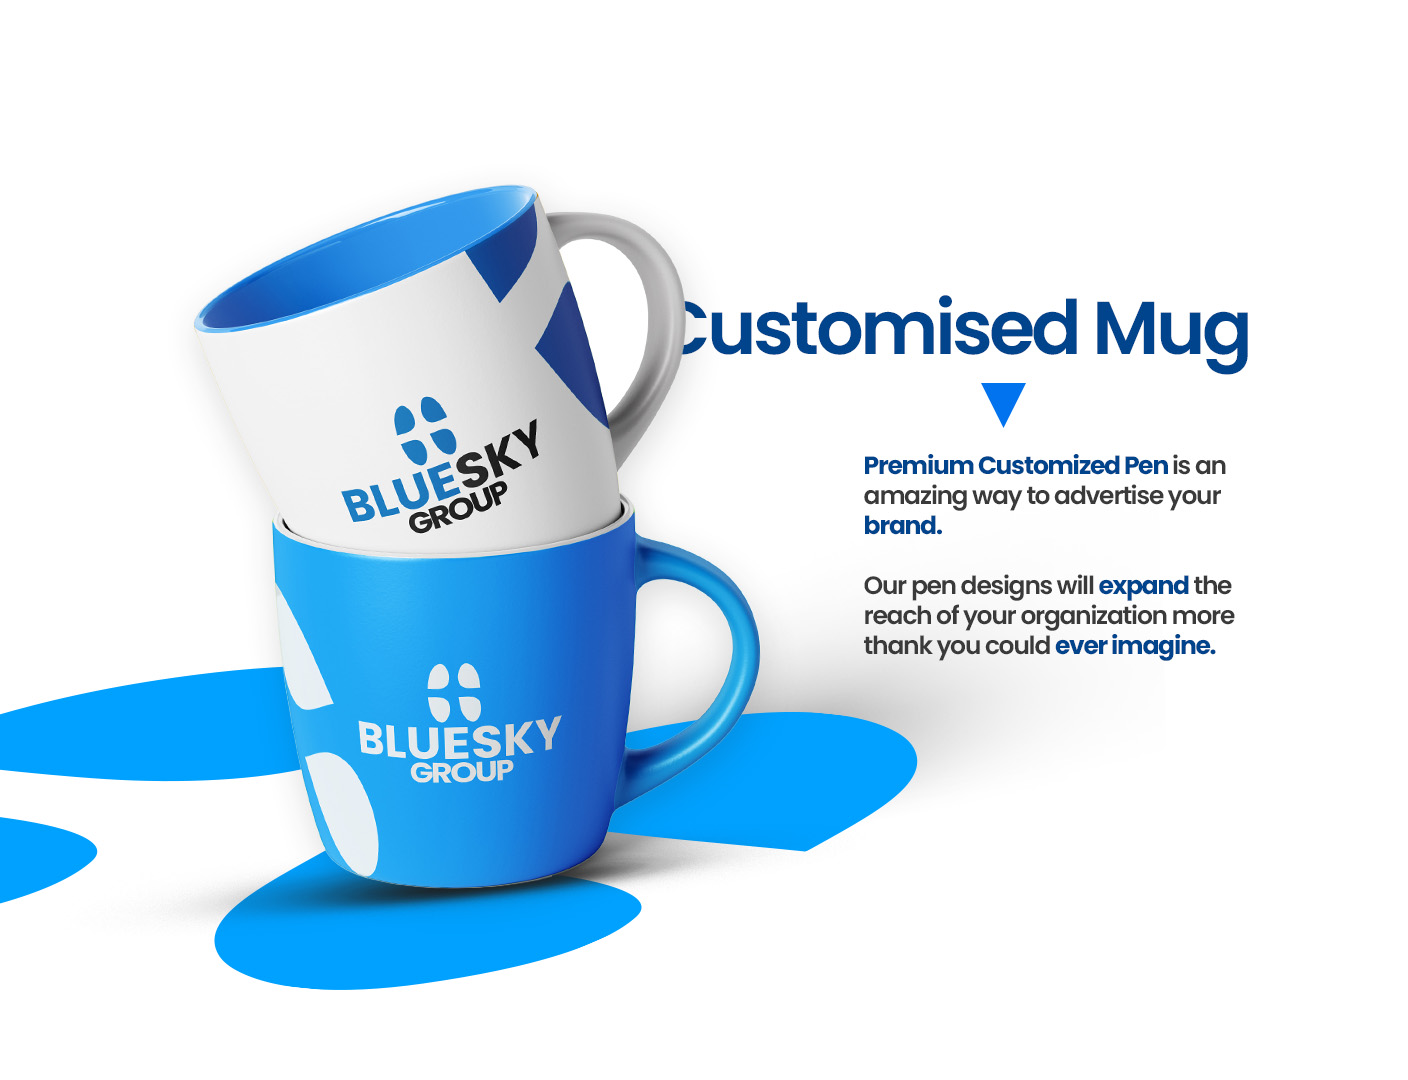 Customised Mug
Premium Customized Pen is an
amazing way to advertise your
brand.
Our pen designs will expand the
reach of your organization more
thank you could ever imagine.
BLUESKY
GROUP
BLUESKY
GROUP